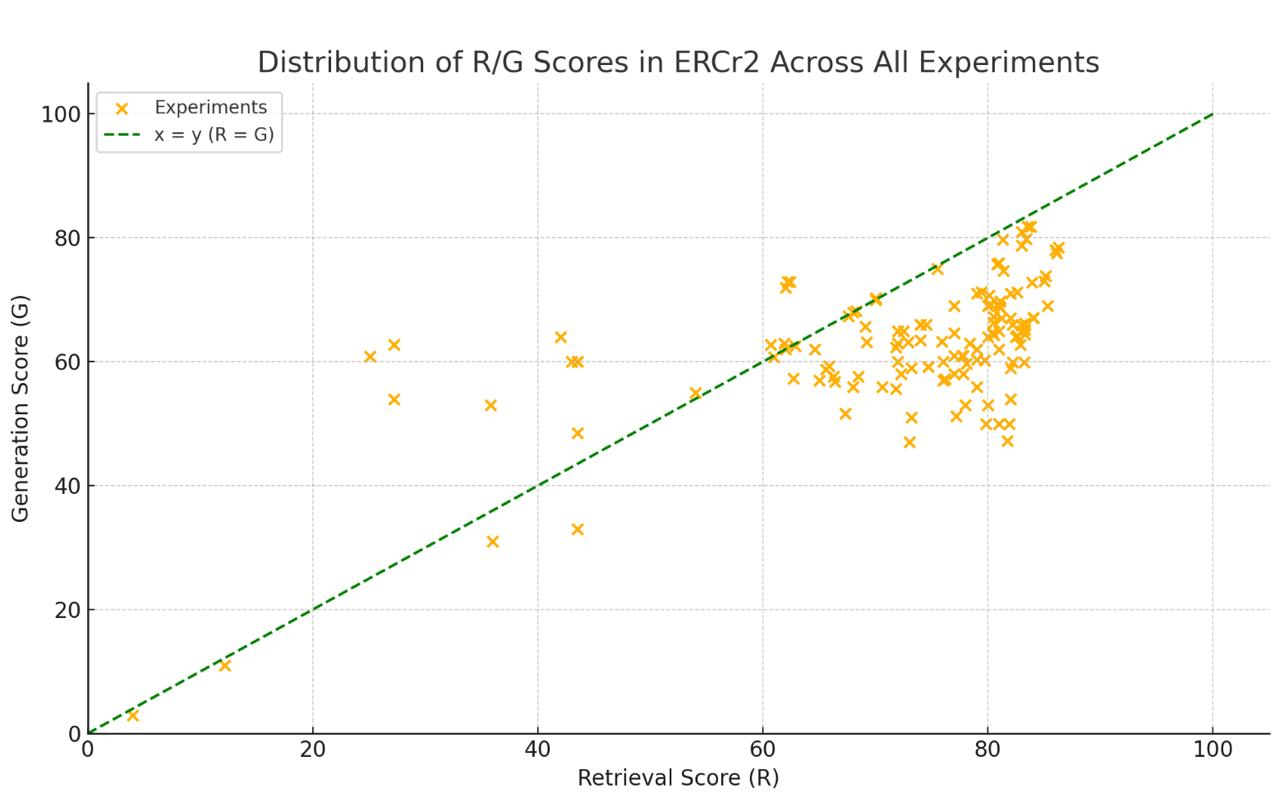 Distribution of R/G Scores in ERCr2 Across All Experiments
Experiments
x = y (R = G)
Generation Score (G)
100
80
60
40
20
0
0 20 40 60 80 100
Retrieval Score (R)